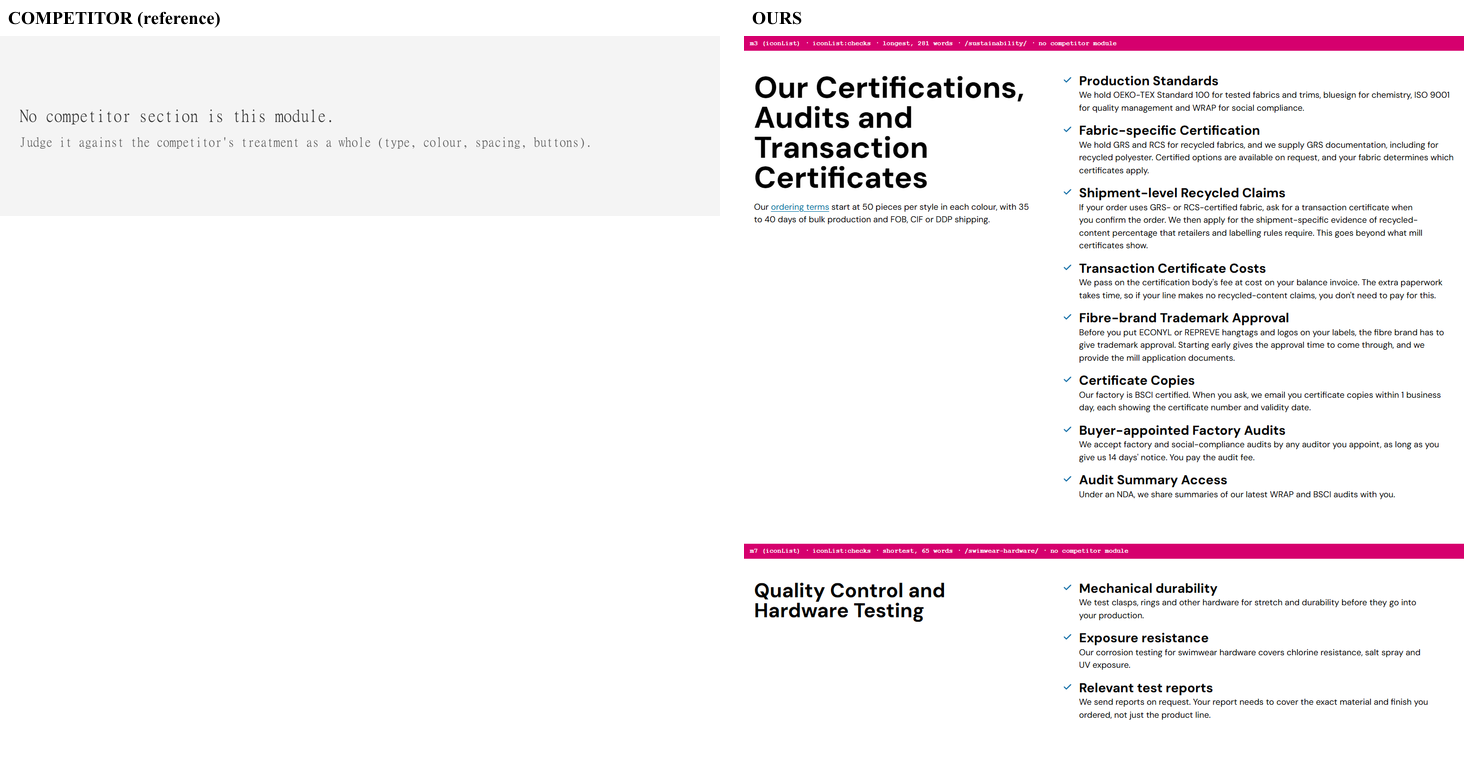 COMPETITOR (reference)
No competitor section is this module.
Judge it against the competitor's treatment as a whole (type, colour, spacing, buttons).
OURS
m3 (iconList) · iconList:checks · longest, 281 words · /sustainability/ · no competitor module
Our Certifications,
Audits and
Transaction
Certificates
Our ordering terms start at 50 pieces per style in each colour, with 35
to 40 days of bulk production and FOB, CIF or DDP shipping.
Production Standards
We hold OEKO-TEX Standard 100 for tested fabrics and trims, bluesign for chemistry, ISO 9001
for quality management and WRAP for social compliance.
Fabric-specific Certification
We hold GRS and RCS for recycled fabrics, and we supply GRS documentation, including for
recycled polyester. Certified options are available on request, and your fabric determines which
certificates apply.
Shipment-level Recycled Claims
If your order uses GRS- or RCS-certified fabric, ask for a transaction certificate when
you confirm the order. We then apply for the shipment-specific evidence of recycled-
content percentage that retailers and labelling rules require. This goes beyond what mill
certificates show.
Transaction Certificate Costs
We pass on the certification body's fee at cost on your balance invoice. The extra paperwork
takes time, so if your line makes no recycled-content claims, you don't need to pay for this.
Fibre-brand Trademark Approval
Before you put ECONYL or REPREVE hangtags and logos on your labels, the fibre brand has to
give trademark approval. Starting early gives the approval time to come through, and we
provide the mill application documents.
Certificate Copies
Our factory is BSCI certified. When you ask, we email you certificate copies within 1 business
day, each showing the certificate number and validity date.
Buyer-appointed Factory Audits
We accept factory and social-compliance audits by any auditor you appoint, as long as you
give us 14 days' notice. You pay the audit fee.
Audit Summary Access
Under an NDA, we share summaries of our latest WRAP and BSCI audits with you.
m7 (iconList) · iconList:checks · shortest, 65 words · /swimwear-hardware/ · no competitor module
Quality Control and
Hardware Testing
Mechanical durability
We test clasps, rings and other hardware for stretch and durability before they go into
your production.
Exposure resistance
Our corrosion testing for swimwear hardware covers chlorine resistance, salt spray and
UV exposure.
Relevant test reports
We send reports on request. Your report needs to cover the exact material and finish you
ordered, not just the product line.